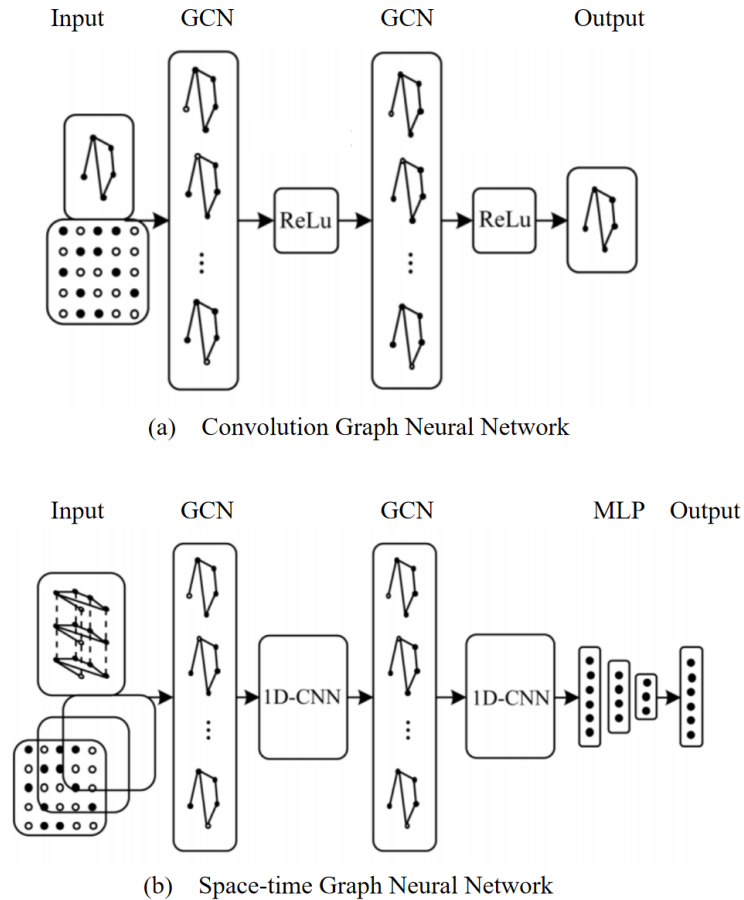 Input GCN GCN Output
ReLu ReLu
(a) Convolution Graph Neural Network
Input GCN GCN MLP Output
1D-CNN 1D-CNN
(b) Space-time Graph Neural Network